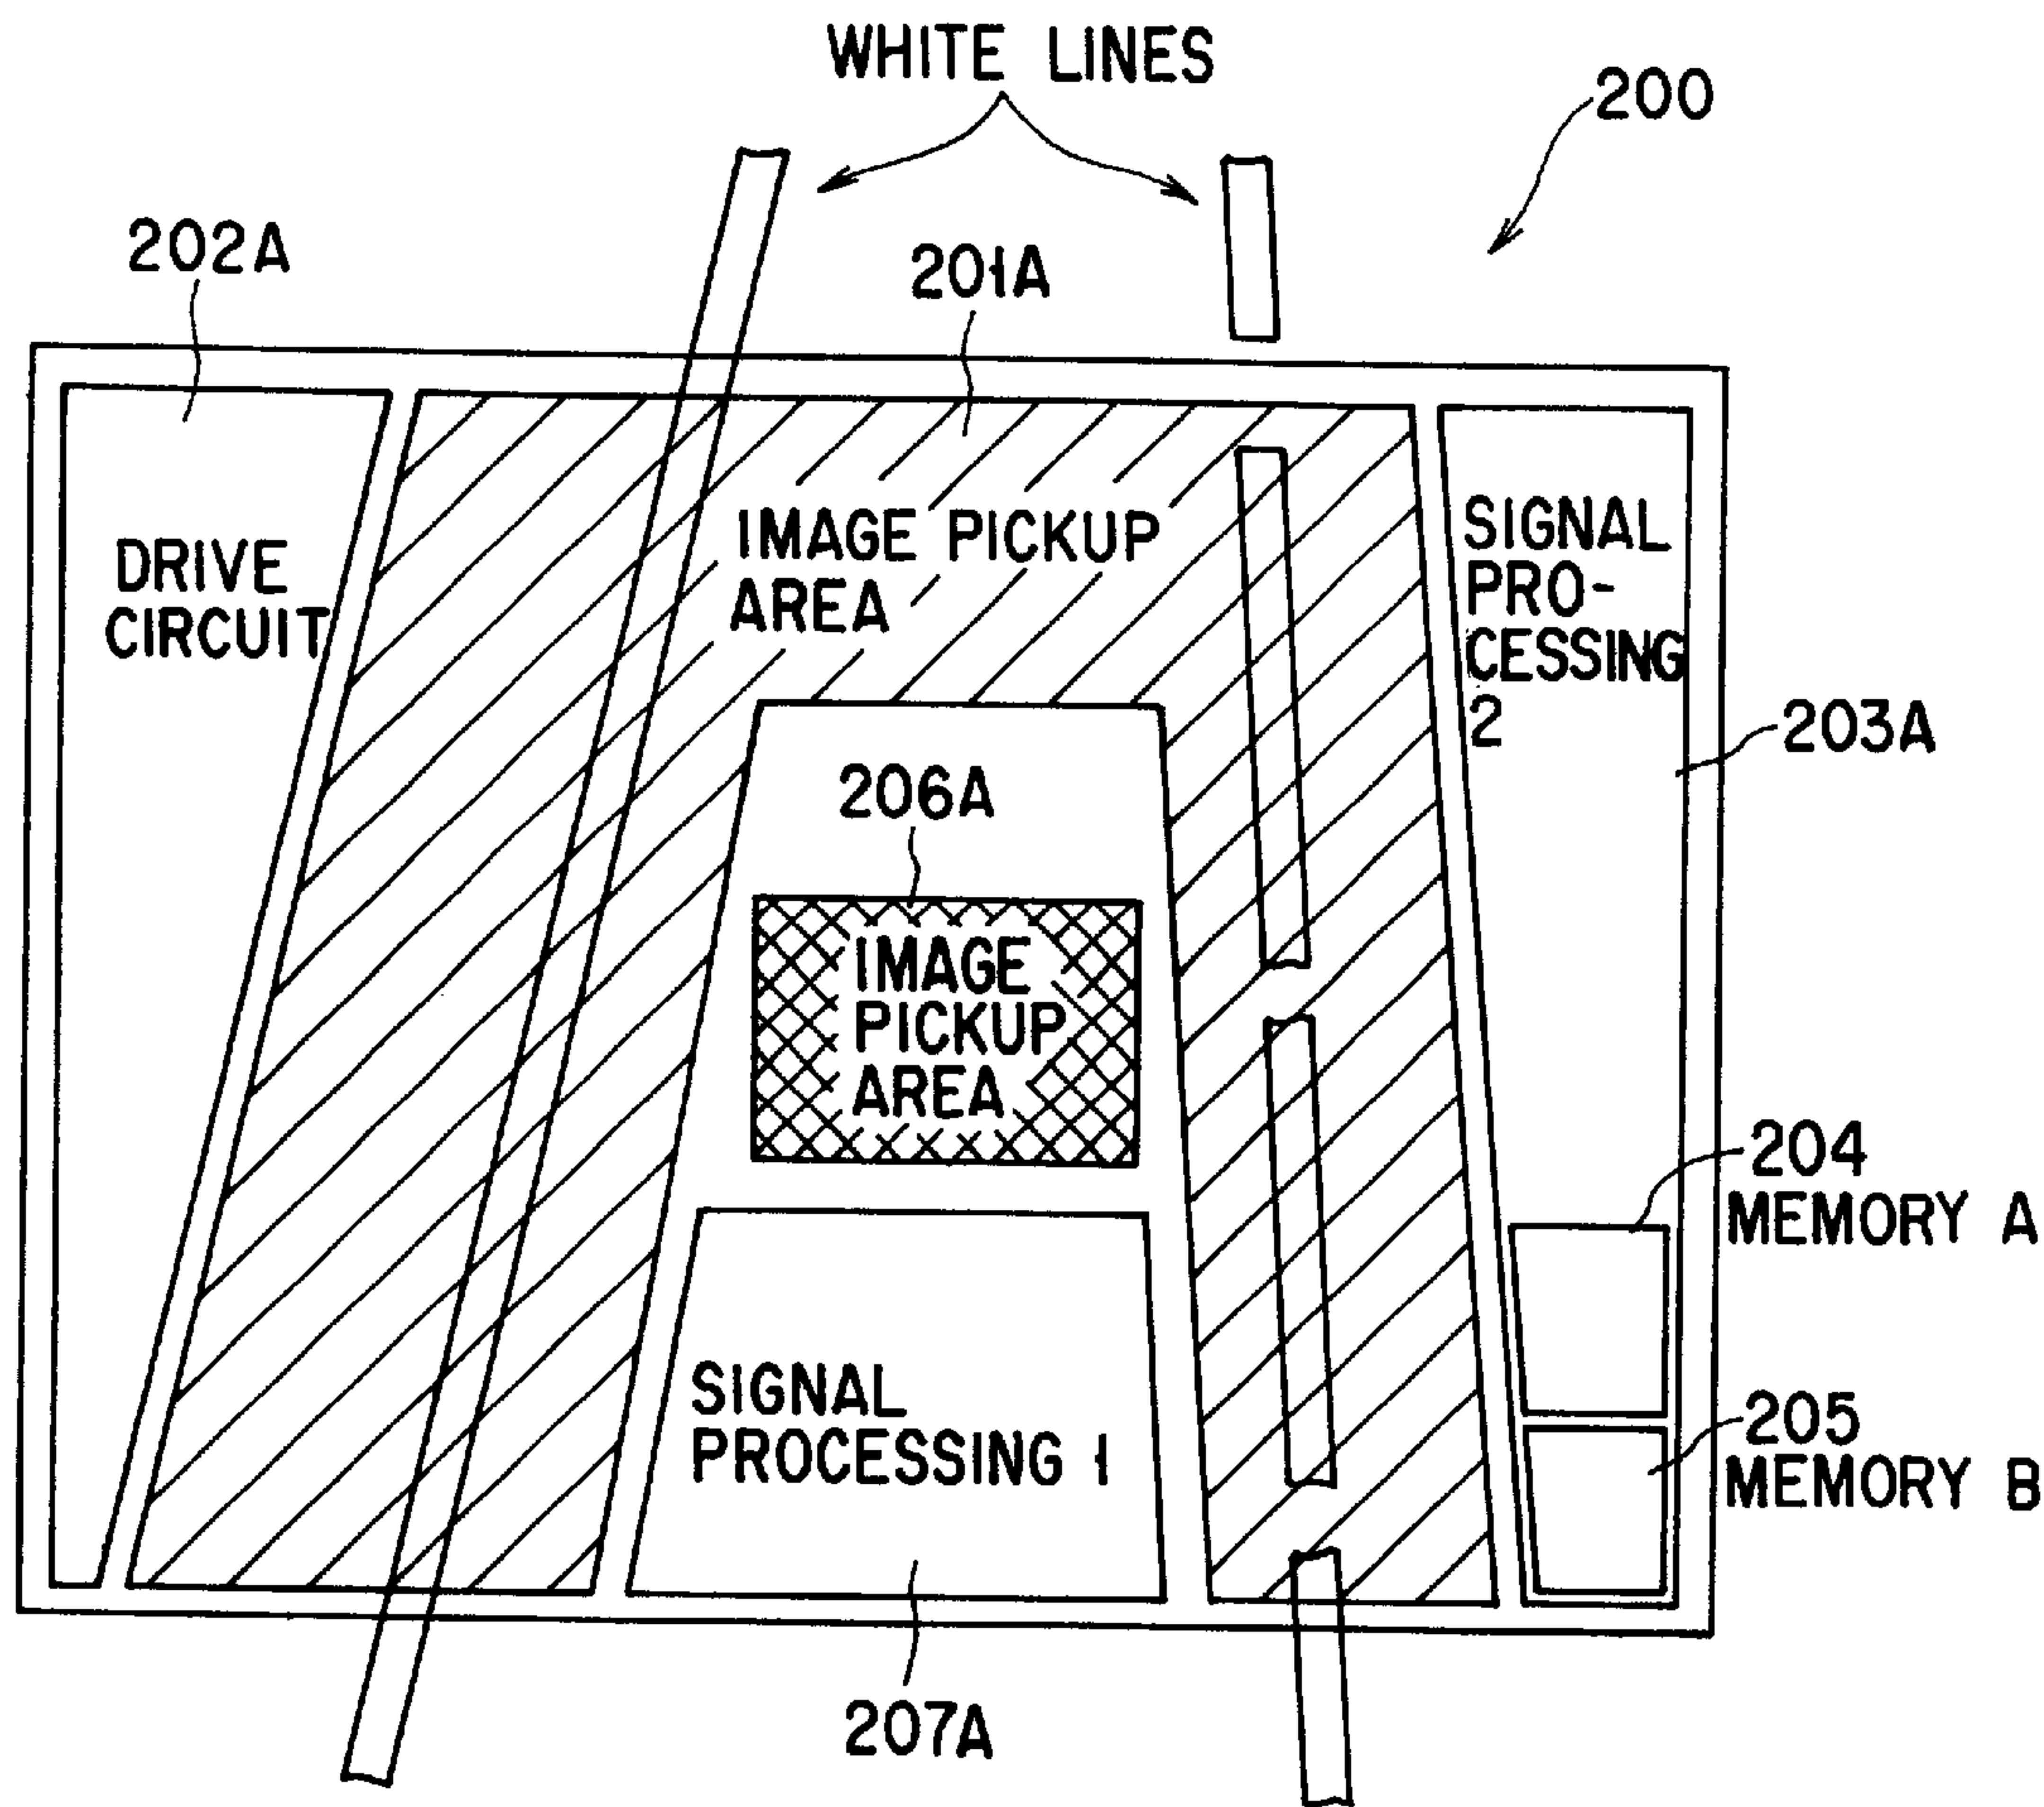 WHITE LINES
200
202A
201A
IMAGE PICKUP
AREA
DRIVE
CIRCUIT
SIGNAL
PRO-
CESSING
2
203A
206A
IMAGE
PICKUP
AREA
204
MEMORY A
SIGNAL
PROCESSING 1
205
MEMORY B
207A